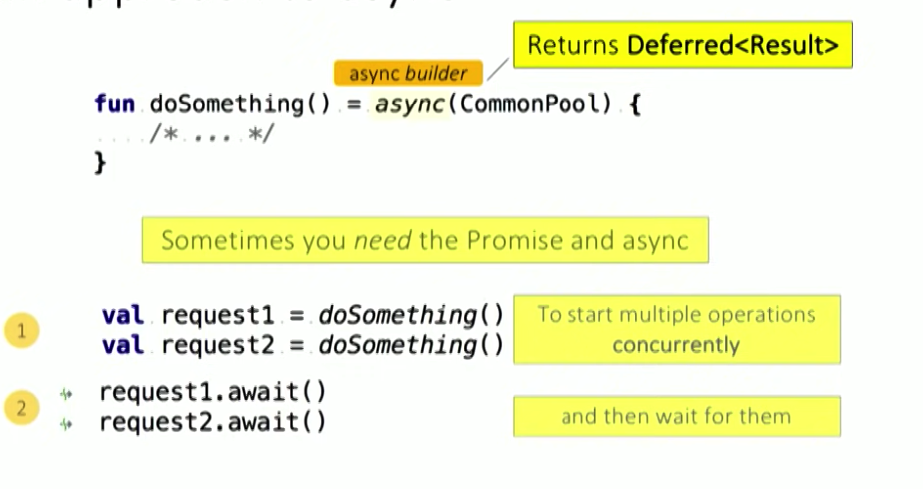 Returns Deferred<Result>
async builder
fun doSomething() = async(CommonPool) {
/* ... */
}
Sometimes you need the Promise and async
1
val request1 = doSomething()
val request2 = doSomething()
To start multiple operations
concurrently
2
request1.await()
request2.await()
and then wait for them